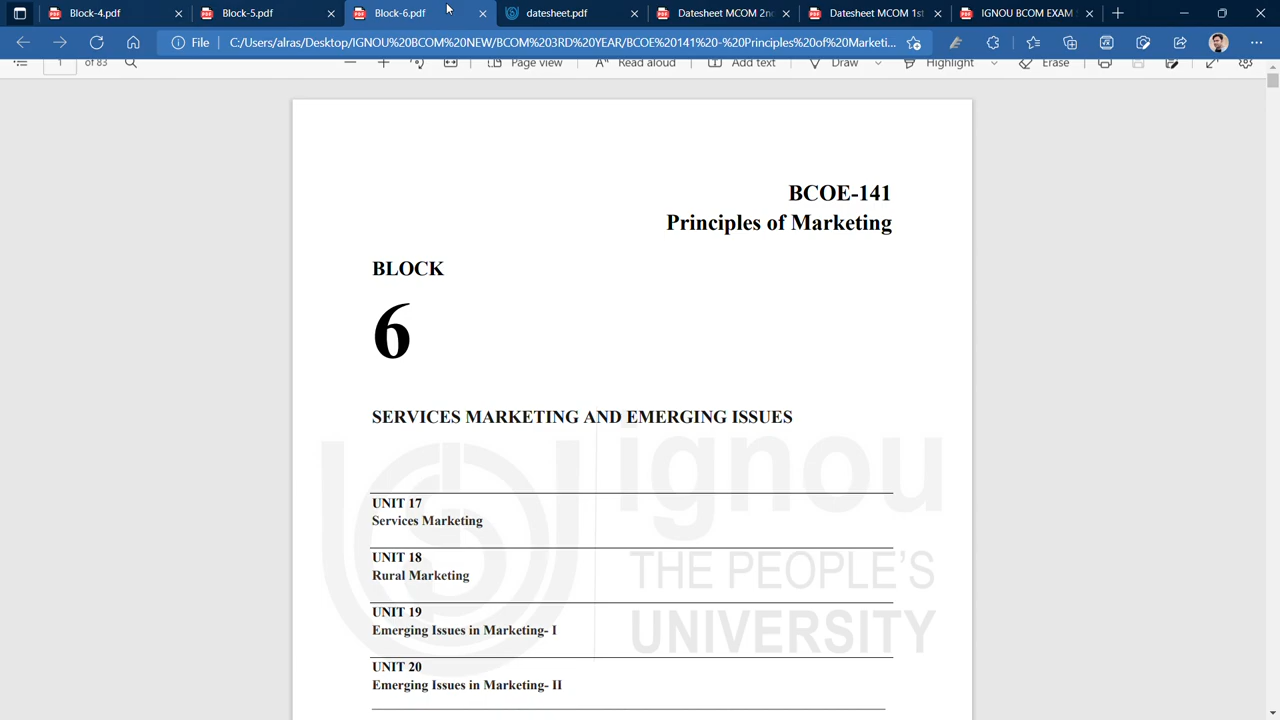 Block-4.pdf
Block-5.pdf
Block-6.pdf
datesheet.pdf
Datesheet MCOM 2n
Datesheet MCOM 1st
IGNOU BCOM EXAM
File
C:/Users/alras/Desktop/IGNOU%20BCOM%20NEW/BCOM%203RD%20YEAR/BCOE%20141%20-%20Principles%20of%20Marketi...
1 of 83
Page view
Read aloud
Add text
Draw
Highlight
Erase
BCOE-141
Principles of Marketing
BLOCK
6
SERVICES MARKETING AND EMERGING ISSUES
ignou
THE PEOPLE'S
UNIVERSITY
UNIT 17
Services Marketing
UNIT 18
Rural Marketing
UNIT 19
Emerging Issues in Marketing- I
UNIT 20
Emerging Issues in Marketing- II